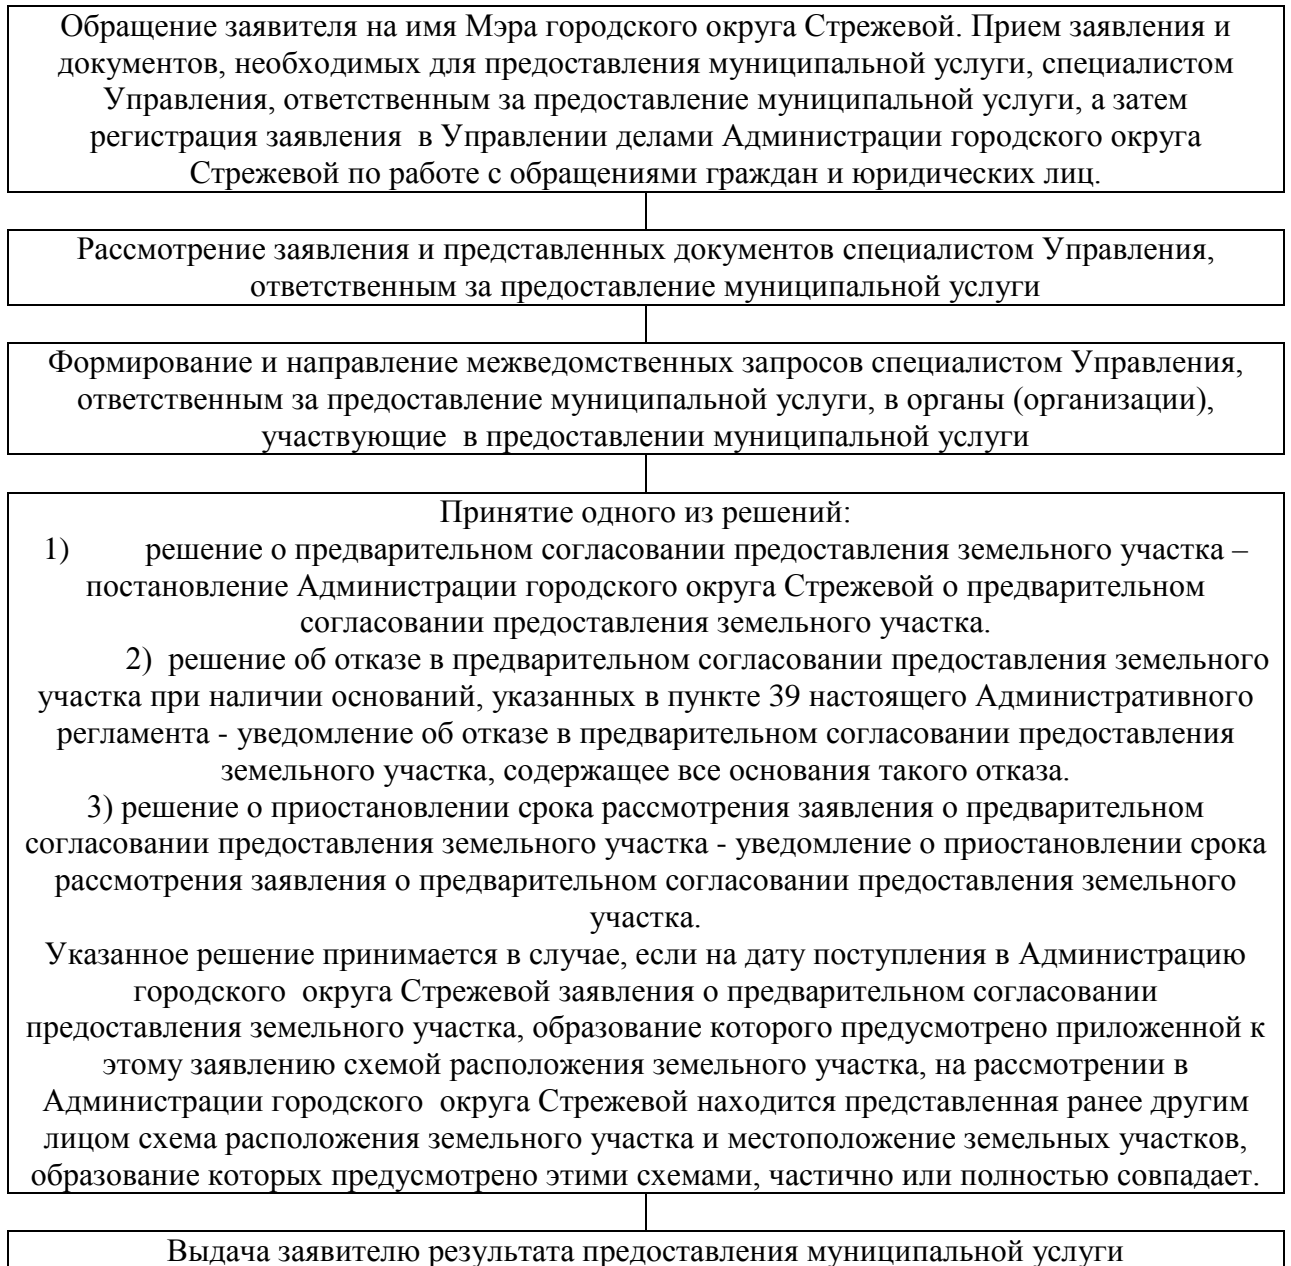 Обращение заявителя на имя Мэра городского округа Стрежевой. Прием заявления и
документов, необходимых для предоставления муниципальной услуги, специалистом
Управления, ответственным за предоставление муниципальной услуги, а затем
регистрация заявления  в Управлении делами Администрации городского округа
Стрежевой по работе с обращениями граждан и юридических лиц.
Рассмотрение заявления и представленных документов специалистом Управления,
ответственным за предоставление муниципальной услуги
Формирование и направление межведомственных запросов специалистом Управления,
ответственным за предоставление муниципальной услуги, в органы (организации),
участвующие  в предоставлении муниципальной услуги
Принятие одного из решений:
1) решение о предварительном согласовании предоставления земельного участка –
постановление Администрации городского округа Стрежевой о предварительном
согласовании предоставления земельного участка.
2)  решение об отказе в предварительном согласовании предоставления земельного
участка при наличии оснований, указанных в пункте 39 настоящего Административного
регламента - уведомление об отказе в предварительном согласовании предоставления
земельного участка, содержащее все основания такого отказа.
3) решение о приостановлении срока рассмотрения заявления о предварительном
согласовании предоставления земельного участка - уведомление о приостановлении срока
рассмотрения заявления о предварительном согласовании предоставления земельного
участка.
Указанное решение принимается в случае, если на дату поступления в Администрацию
городского  округа Стрежевой заявления о предварительном согласовании
предоставления земельного участка, образование которого предусмотрено приложенной к
этому заявлению схемой расположения земельного участка, на рассмотрении в
Администрации городского  округа Стрежевой находится представленная ранее другим
лицом схема расположения земельного участка и местоположение земельных участков,
образование которых предусмотрено этими схемами, частично или полностью совпадает.
Выдача заявителю результата предоставления муниципальной услуги